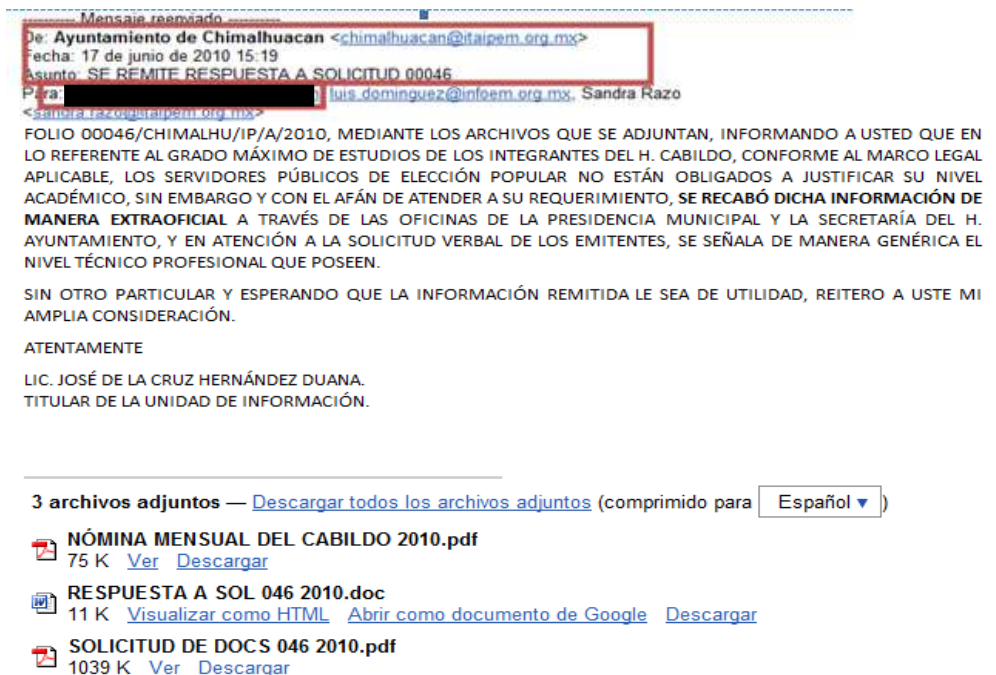 ---------- Mensaje reenviado ----------
De: Ayuntamiento de Chimalhuacan <chimalhuacan@itaipem.org.mx>
Fecha: 17 de junio de 2010 15:19
Asunto: SE REMITE RESPUESTA A SOLICITUD 00046
Para: luis.dominguez@infoem.org.mx, Sandra Razo
<sandra.razo@itaipem.org.mx>
FOLIO 00046/CHIMALHU/IP/A/2010, MEDIANTE LOS ARCHIVOS QUE SE ADJUNTAN, INFORMANDO A USTED QUE EN
LO REFERENTE AL GRADO MÁXIMO DE ESTUDIOS DE LOS INTEGRANTES DEL H. CABILDO, CONFORME AL MARCO LEGAL
APLICABLE, LOS SERVIDORES PÚBLICOS DE ELECCIÓN POPULAR NO ESTÁN OBLIGADOS A JUSTIFICAR SU NIVEL
ACADÉMICO, SIN EMBARGO Y CON EL AFÁN DE ATENDER A SU REQUERIMIENTO, SE RECABÓ DICHA INFORMACIÓN DE
MANERA EXTRAOFICIAL A TRAVÉS DE LAS OFICINAS DE LA PRESIDENCIA MUNICIPAL Y LA SECRETARÍA DEL H.
AYUNTAMIENTO, Y EN ATENCIÓN A LA SOLICITUD VERBAL DE LOS EMITENTES, SE SEÑALA DE MANERA GENÉRICA EL
NIVEL TÉCNICO PROFESIONAL QUE POSEEN.
SIN OTRO PARTICULAR Y ESPERANDO QUE LA INFORMACIÓN REMITIDA LE SEA DE UTILIDAD, REITERO A USTE MI
AMPLIA CONSIDERACIÓN.
ATENTAMENTE
LIC. JOSÉ DE LA CRUZ HERNÁNDEZ DUANA.
TITULAR DE LA UNIDAD DE INFORMACIÓN.
3 archivos adjuntos — Descargar todos los archivos adjuntos (comprimido para Español ▼)
NÓMINA MENSUAL DEL CABILDO 2010.pdf
75 K Ver Descargar
RESPUESTA A SOL 046 2010.doc
11 K Visualizar como HTML Abrir como documento de Google Descargar
SOLICITUD DE DOCS 046 2010.pdf
1039 K Ver Descargar